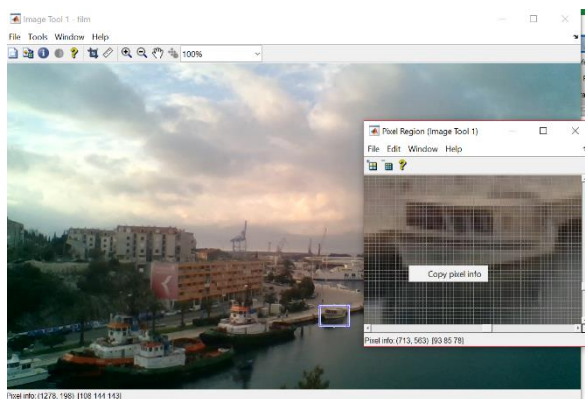 Image Tool 1 - film
File Tools Window Help
100%
Pixel Region (Image Tool 1)
File Edit Window Help
Copy pixel info
Pixel info: (713, 563) [93 85 78]
Pixel info: (1278, 198) [108 144 143]